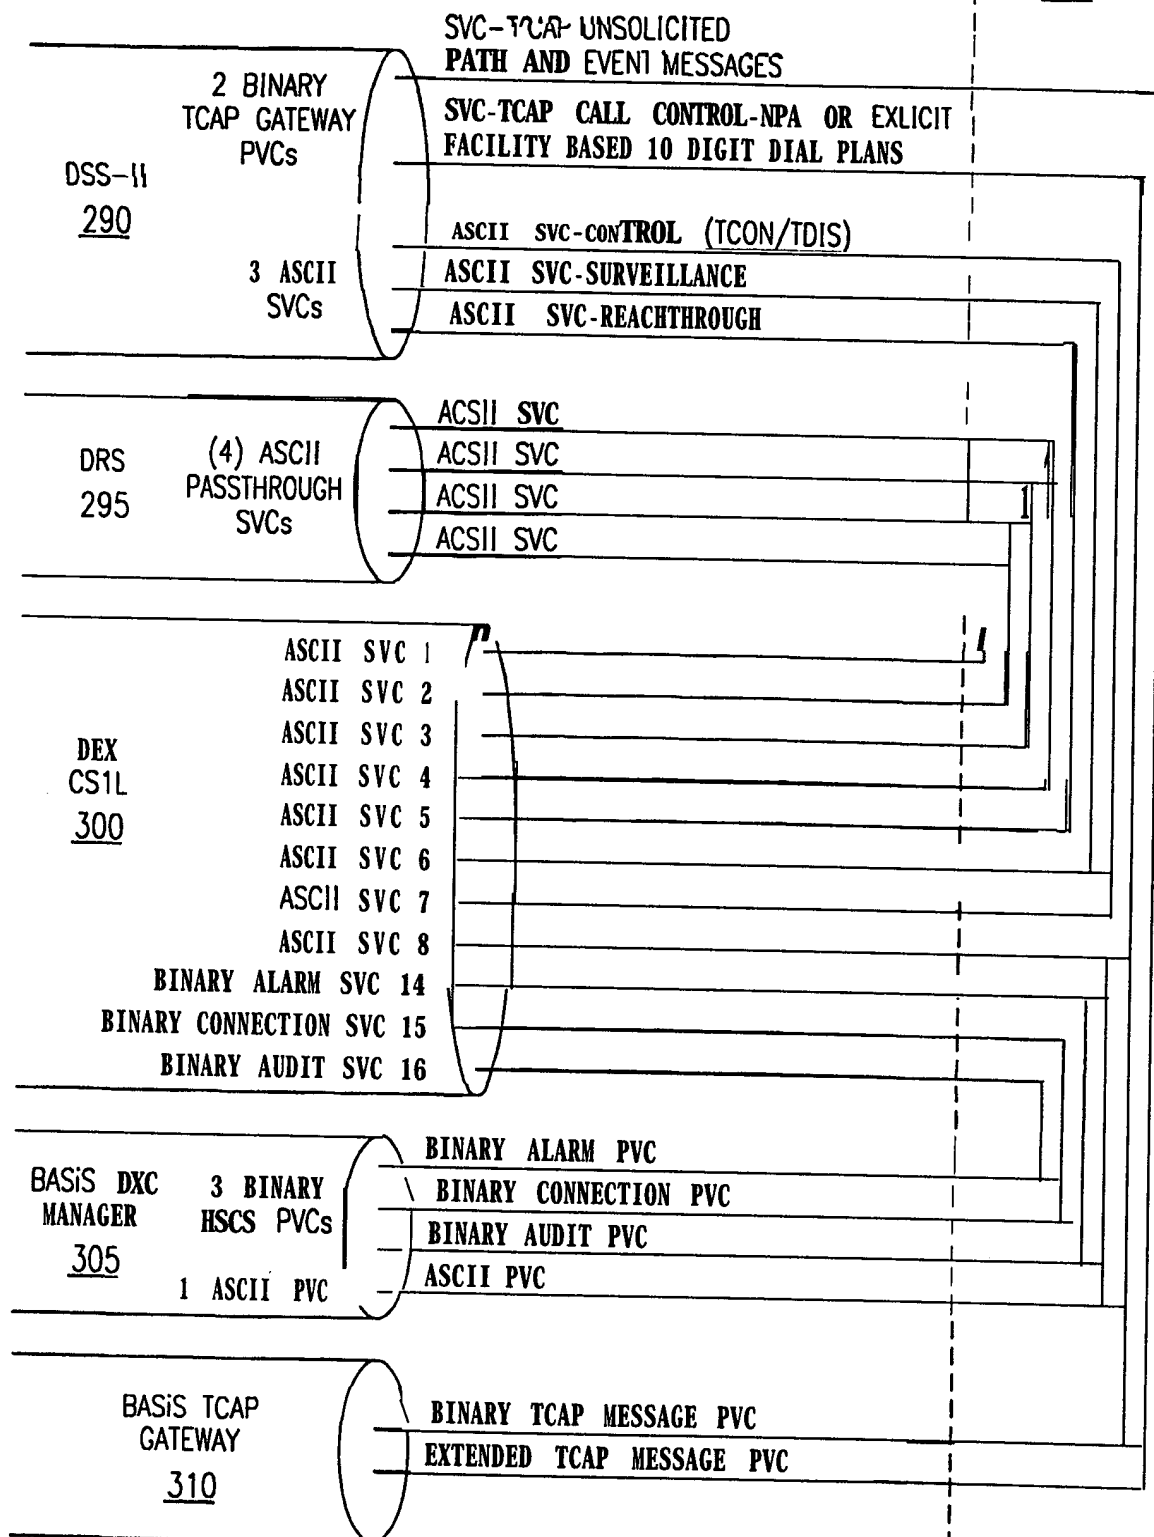 SVC-TCAP UNSOLICITED
PATH AND EVENT MESSAGES
2 BINARY
TCAP GATEWAY
PVCs
SVC-TCAP CALL CONTROL-NPA OR EXLICIT
FACILITY BASED 10 DIGIT DIAL PLANS
DSS-II
290
ASCII SVC-CONTROL (TCON/TDIS)
3 ASCII
SVCs
ASCII SVC-SURVEILLANCE
ASCII SVC-REACHTHROUGH
DRS
295
(4) ASCII
PASSTHROUGH
SVCs
ACSII SVC
ACSII SVC
ACSII SVC
ACSII SVC
DEX
CS1L
300
ASCII SVC 1
ASCII SVC 2
ASCII SVC 3
ASCII SVC 4
ASCII SVC 5
ASCII SVC 6
ASCII SVC 7
ASCII SVC 8
BINARY ALARM SVC 14
BINARY CONNECTION SVC 15
BINARY AUDIT SVC 16
BASiS DXC
MANAGER
305
3 BINARY
HSCS PVCs
1 ASCII PVC
BINARY ALARM PVC
BINARY CONNECTION PVC
BINARY AUDIT PVC
ASCII PVC
BASiS TCAP
GATEWAY
310
BINARY TCAP MESSAGE PVC
EXTENDED TCAP MESSAGE PVC